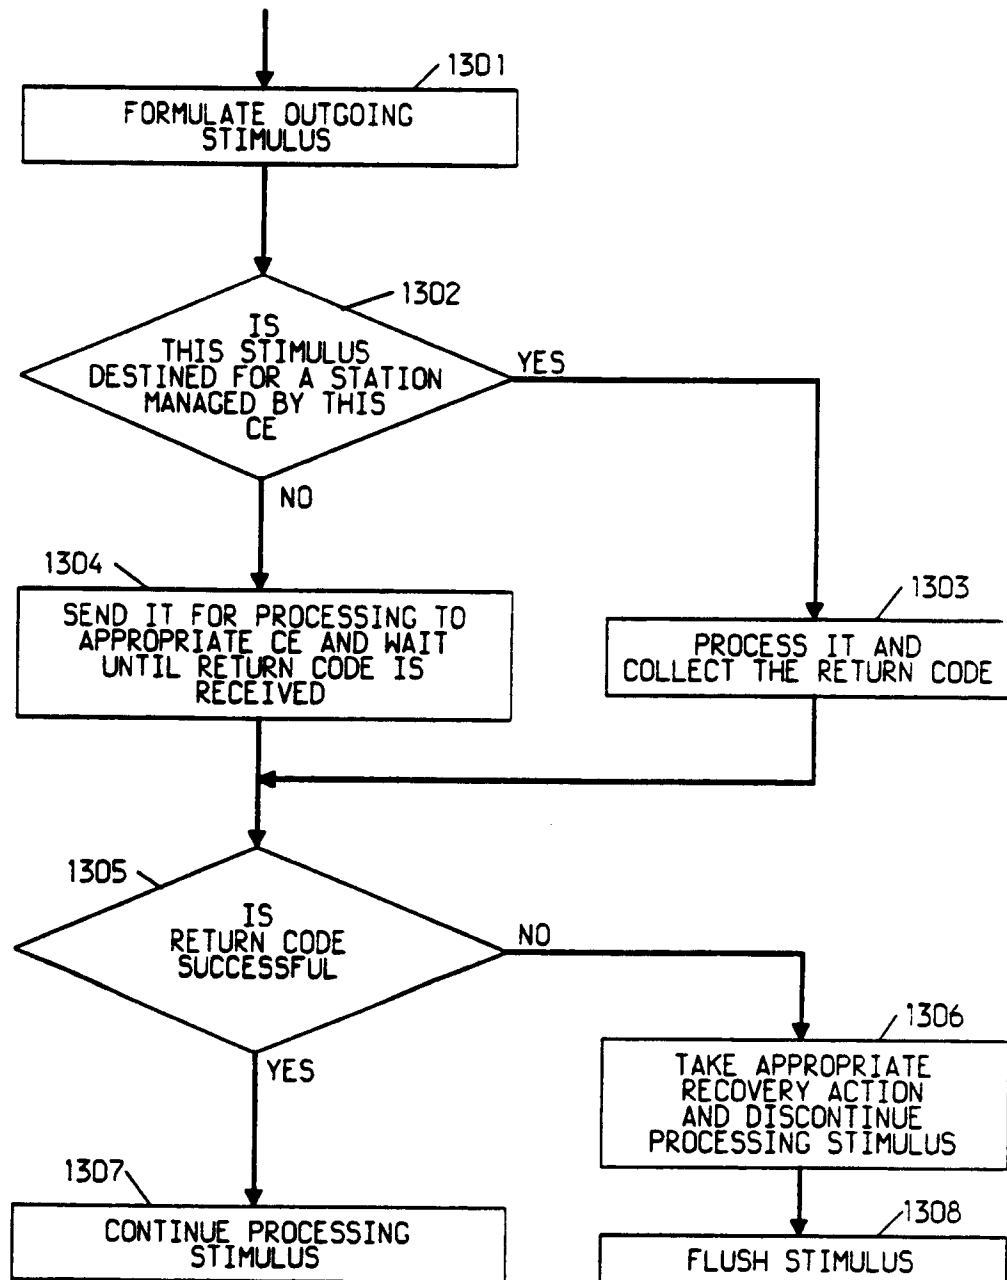 1301
FORMULATE OUTGOING
STIMULUS
1302
IS
THIS STIMULUS
DESTINED FOR A STATION
MANAGED BY THIS
CE
YES
NO
1304
SEND IT FOR PROCESSING TO
APPROPRIATE CE AND WAIT
UNTIL RETURN CODE IS
RECEIVED
1303
PROCESS IT AND
COLLECT THE RETURN CODE
1305
IS
RETURN CODE
SUCCESSFUL
NO
YES
1306
TAKE APPROPRIATE
RECOVERY ACTION
AND DISCONTINUE
PROCESSING STIMULUS
1307
CONTINUE PROCESSING
STIMULUS
1308
FLUSH STIMULUS